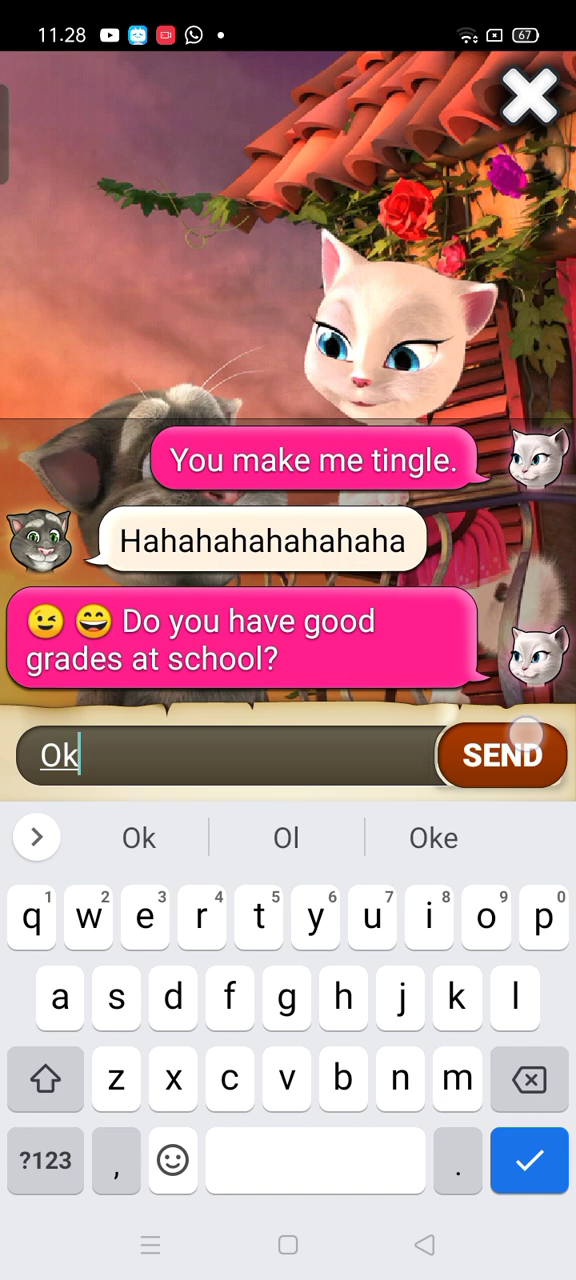 11.28
67
You make me tingle.
Hahahahahahahaha
😉 😄 Do you have good
grades at school?
Ok
SEND
Ok Ol Oke
1 2 3 4 5 6 7 8 9 0
q w e r t y u i o p
a s d f g h j k l
z x c v b n m
?123 , .